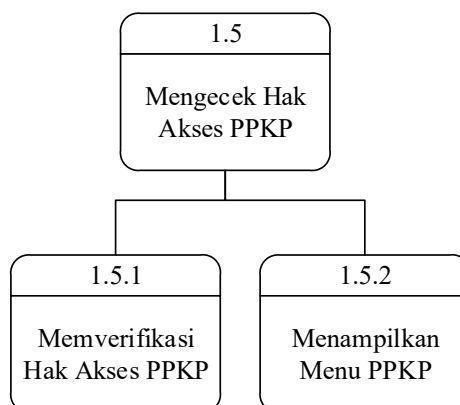 1.5
Mengecek Hak
Akses PPKP
1.5.1
Memverifikasi
Hak Akses PPKP
1.5.2
Menampilkan
Menu PPKP